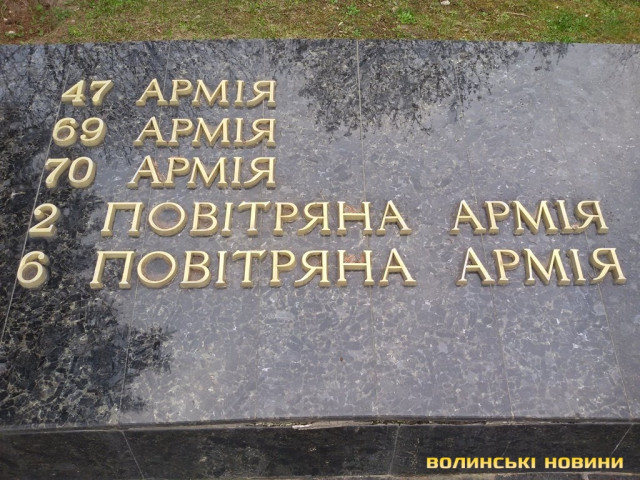 47 АРМІЯ
69 АРМІЯ
70 АРМІЯ
2 ПОВІТРЯНА АРМІЯ
6 ПОВІТРЯНА АРМІЯ
ВОЛИНСЬКІ НОВИНИ